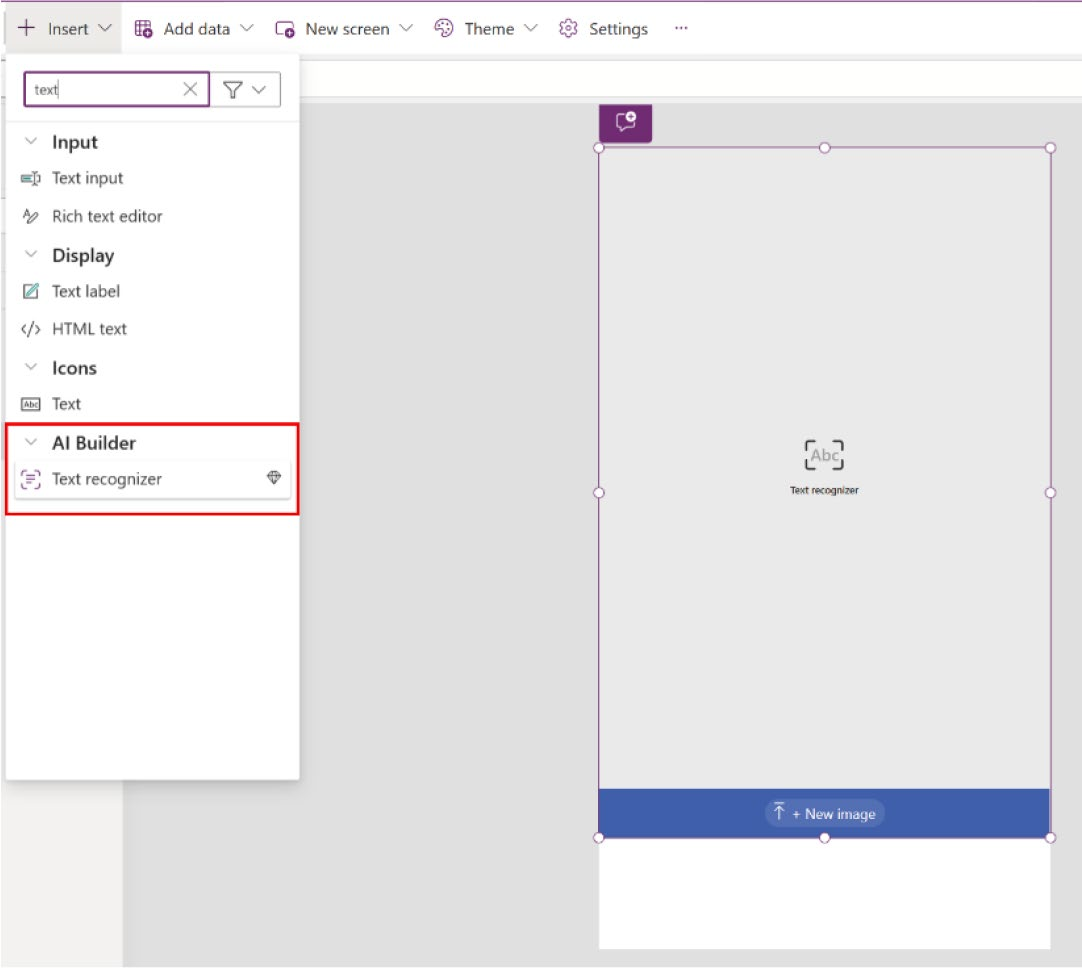 + Insert Add data New screen Theme Settings ...
text
Input
Text input
Rich text editor
Display
Text label
</> HTML text
Icons
Abc Text
AI Builder
Text recognizer
Abc
Text recognizer
+ New image